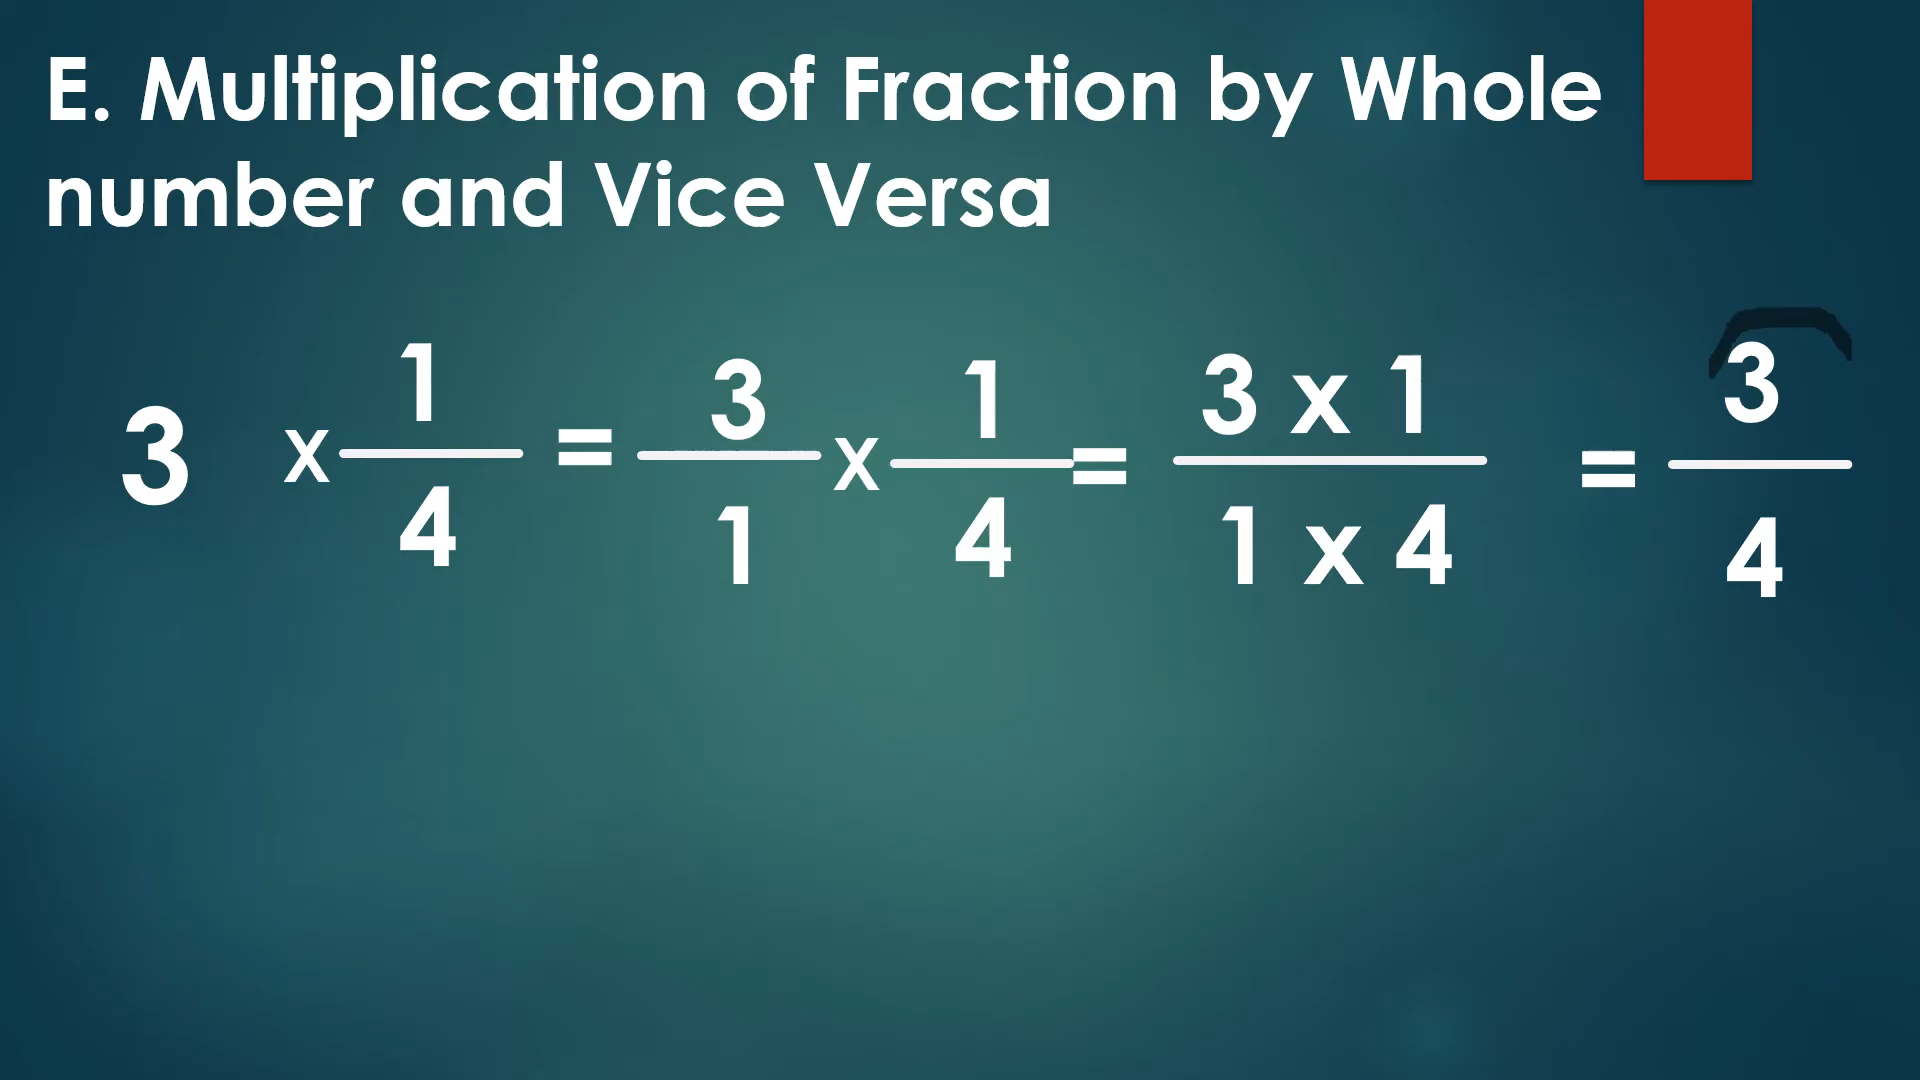 E. Multiplication of Fraction by Whole
number and Vice Versa
3 x 1/4 = 3/1 x 1/4 = 3 x 1/1 x 4 = 3/4